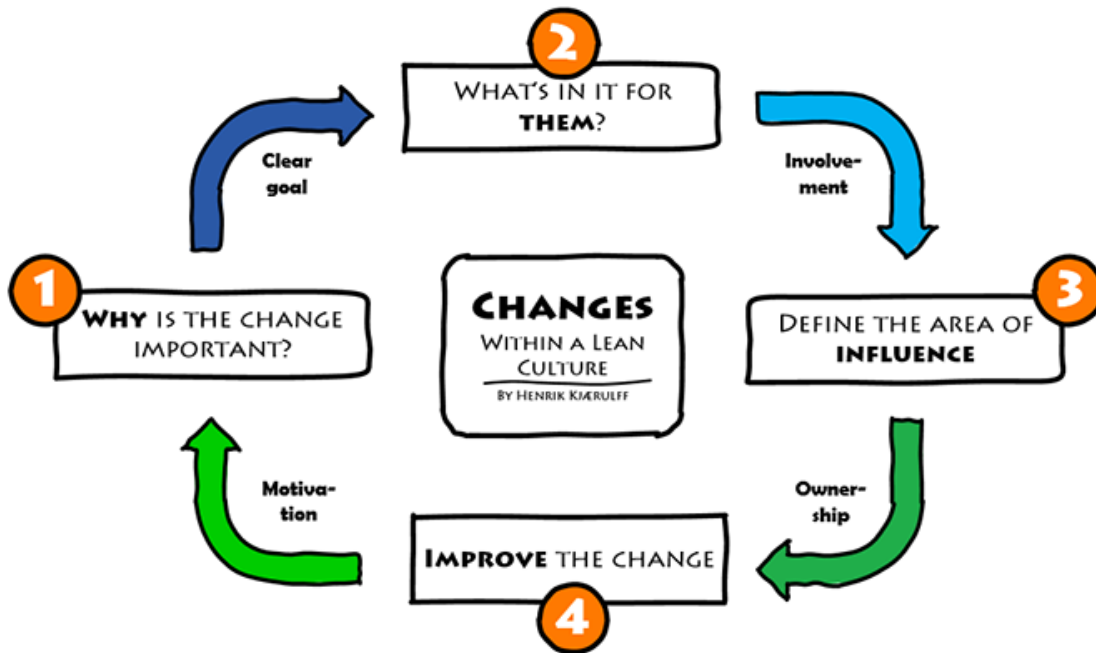 2
WHAT'S IN IT FOR
THEM?
Clear
goal
Involve-
ment
1
WHY IS THE CHANGE
IMPORTANT?
CHANGES
WITHIN A LEAN
CULTURE
BY HENRIK KJÆRULFF
3
DEFINE THE AREA OF
INFLUENCE
Motiva-
tion
Owner-
ship
IMPROVE THE CHANGE
4